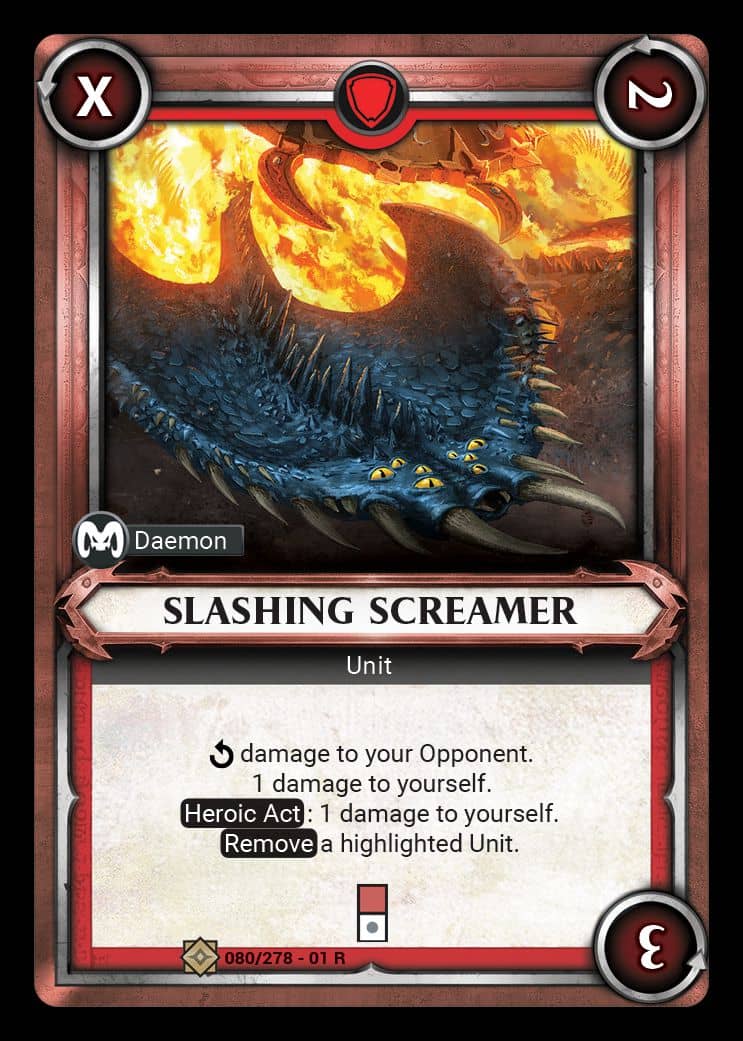 X
2
Daemon
SLASHING SCREAMER
Unit
damage to your Opponent.
1 damage to yourself.
Heroic Act: 1 damage to yourself.
Remove a highlighted Unit.
080/278 - 01 R
3